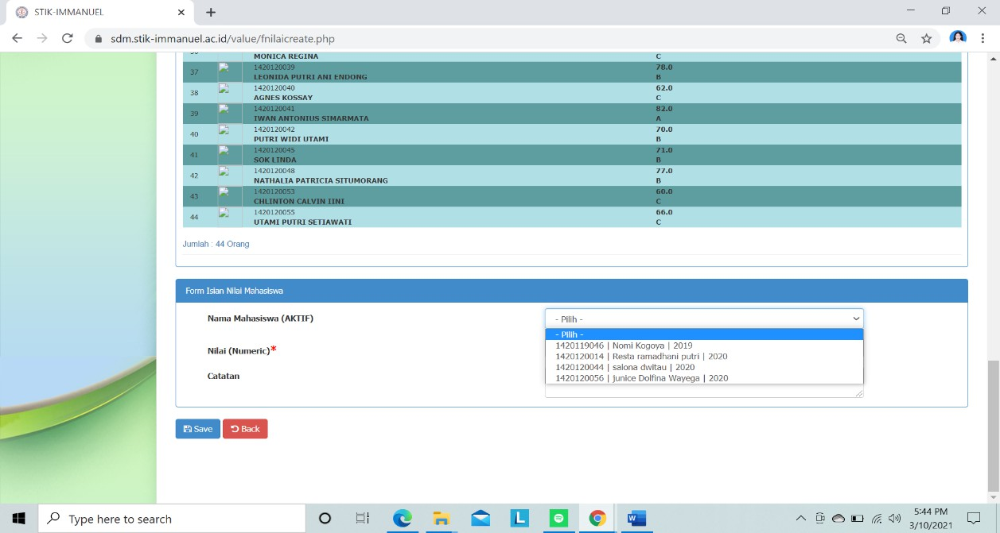 STIK-IMMANUEL
sdm.stik-immanuel.ac.id/value/fnilaicreate.php
MONICA REGINA C
37 1420120039 78.0
LEONIDA PUTRI ANI ENDONG B
38 1420120040 62.0
AGNES KOSSAY C
39 1420120041 82.0
IWAN ANTONIUS SIMARMATA A
40 1420120042 70.0
PUTRI WIDI UTAMI B
41 1420120045 71.0
SOK LINDA B
42 1420120048 77.0
NATHALIA PATRICIA SITUMORANG B
43 1420120053 60.0
CHLINTON CALVIN IINI C
44 1420120055 66.0
UTAMI PUTRI SETIAWATI C
Jumlah : 44 Orang
Form Isian Nilai Mahasiswa
Nama Mahasiswa (AKTIF) - Pilih -
- Pilih -
1420119046 | Nomi Kogoya | 2019
Nilai (Numeric)*
1420120014 | Resta ramadhani putri | 2020
1420120044 | salona dwitau | 2020
Catatan
1420120056 | junice Dolfina Wayega | 2020
Save Back
Type here to search
5:44 PM
3/10/2021